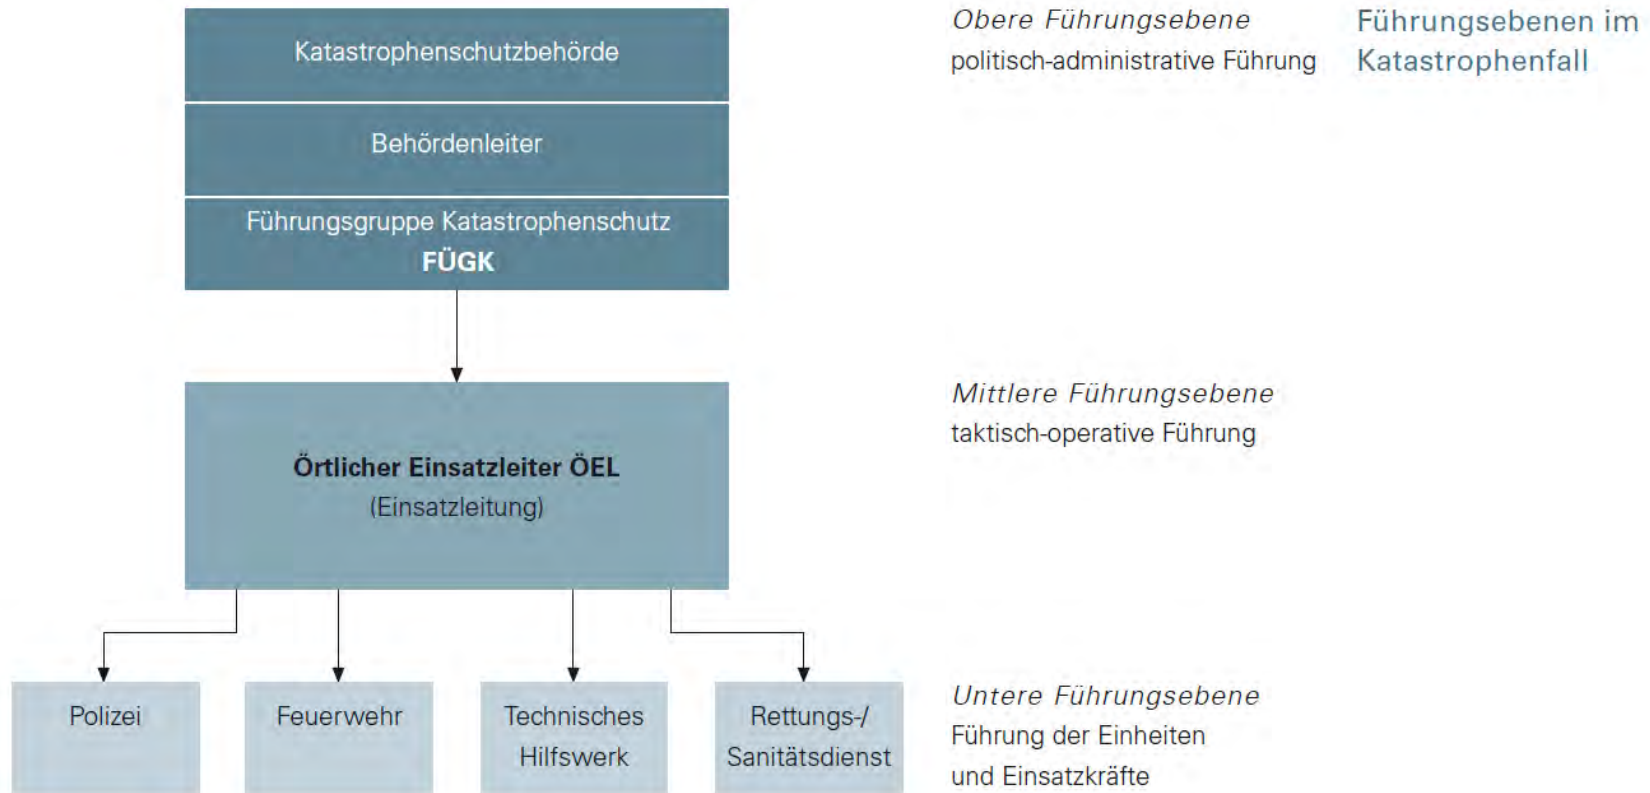 Führungsebenen im
Katastrophenfall
Katastrophenschutzbehörde
Behördenleiter
Führungsgruppe Katastrophenschutz
FÜGK
Obere Führungsebene
politisch-administrative Führung
Örtlicher Einsatzleiter ÖEL
(Einsatzleitung)
Mittlere Führungsebene
taktisch-operative Führung
Polizei
Feuerwehr
Technisches
Hilfswerk
Rettungs-/
Sanitätsdienst
Untere Führungsebene
Führung der Einheiten
und Einsatzkräfte